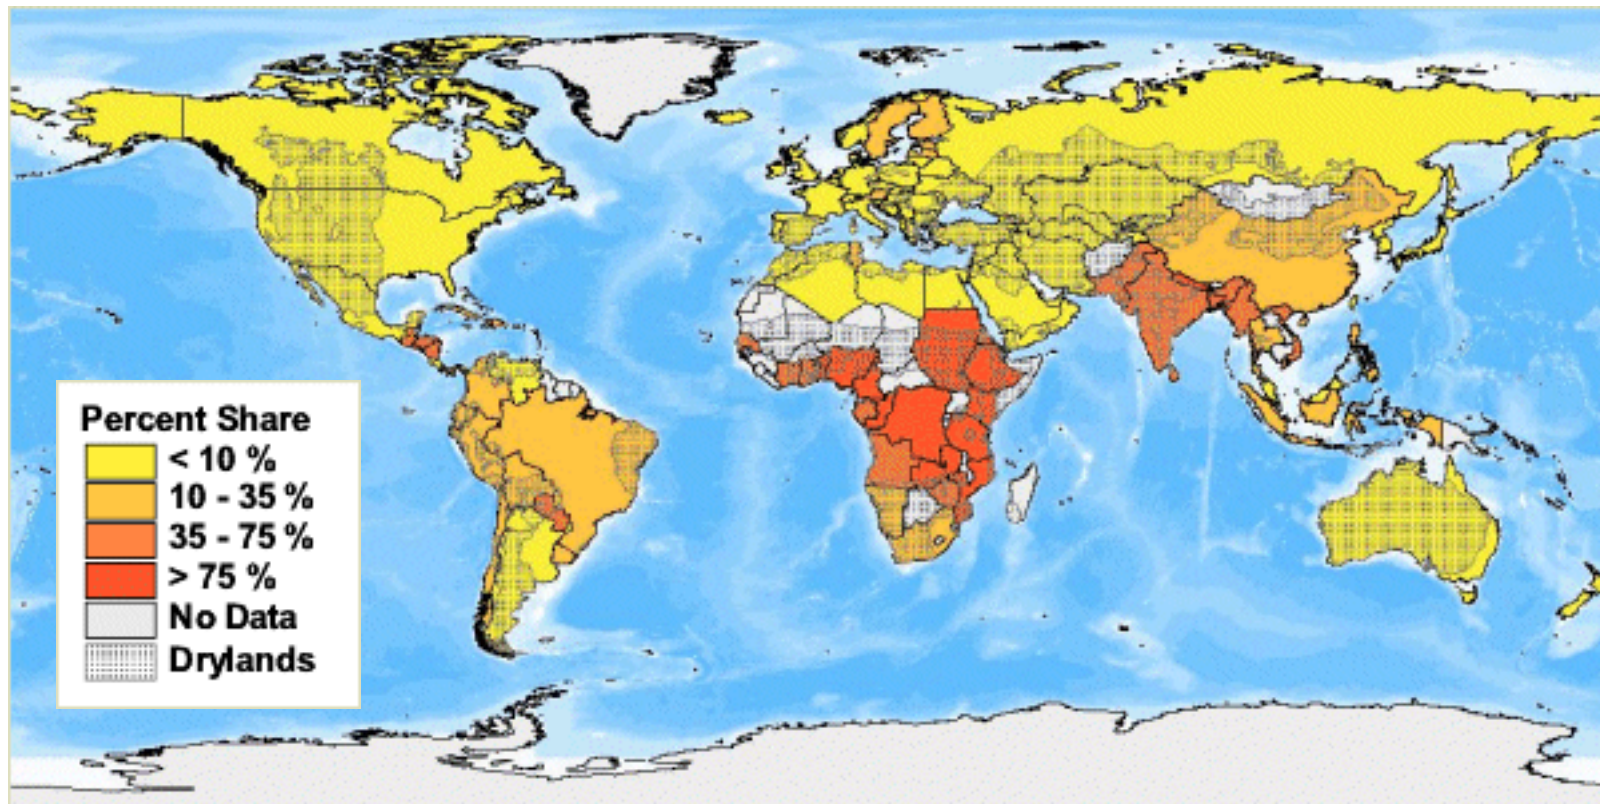 Percent Share
< 10 %
10 - 35 %
35 - 75 %
> 75 %
No Data
Drylands